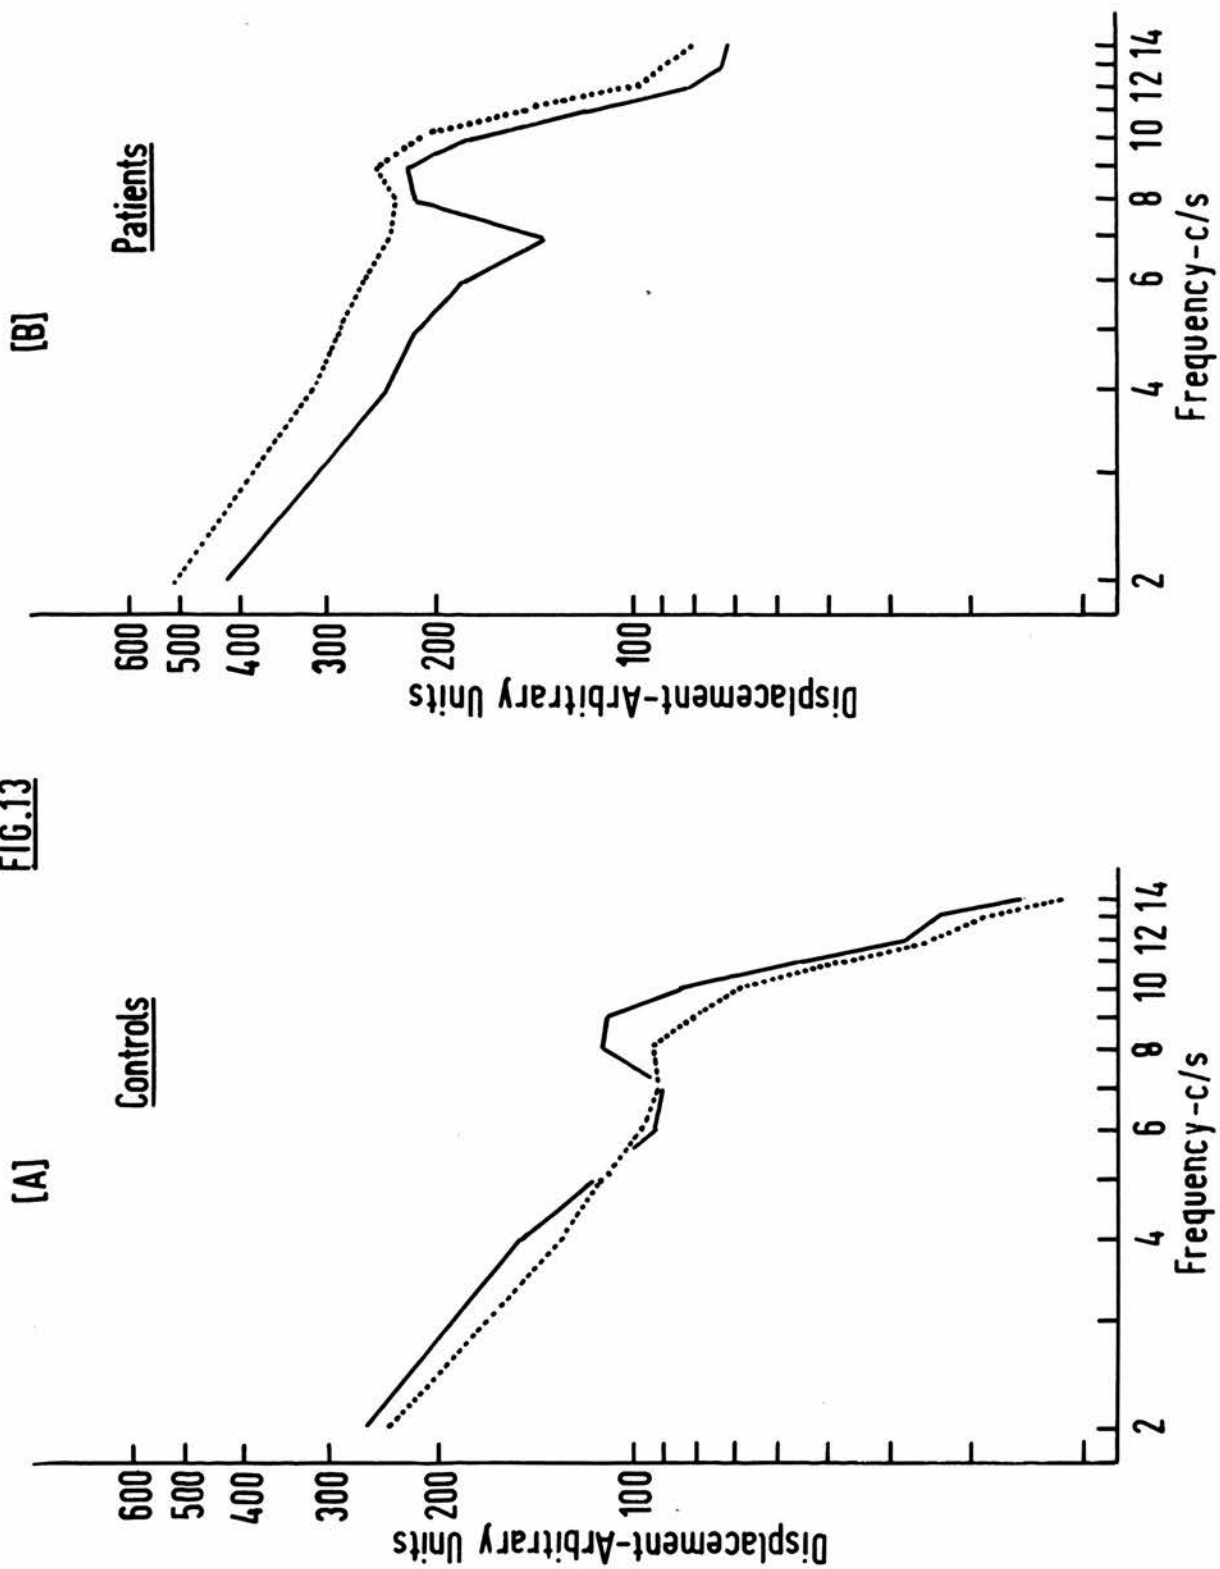 FIG.13
[A]
Controls
600
500
400
300
200
100
Displacement-Arbitrary Units
2
4
6
8
10
12
14
Frequency-c/s
[B]
Patients
600
500
400
300
200
100
Displacement-Arbitrary Units
2
4
6
8
10
12
14
Frequency-c/s